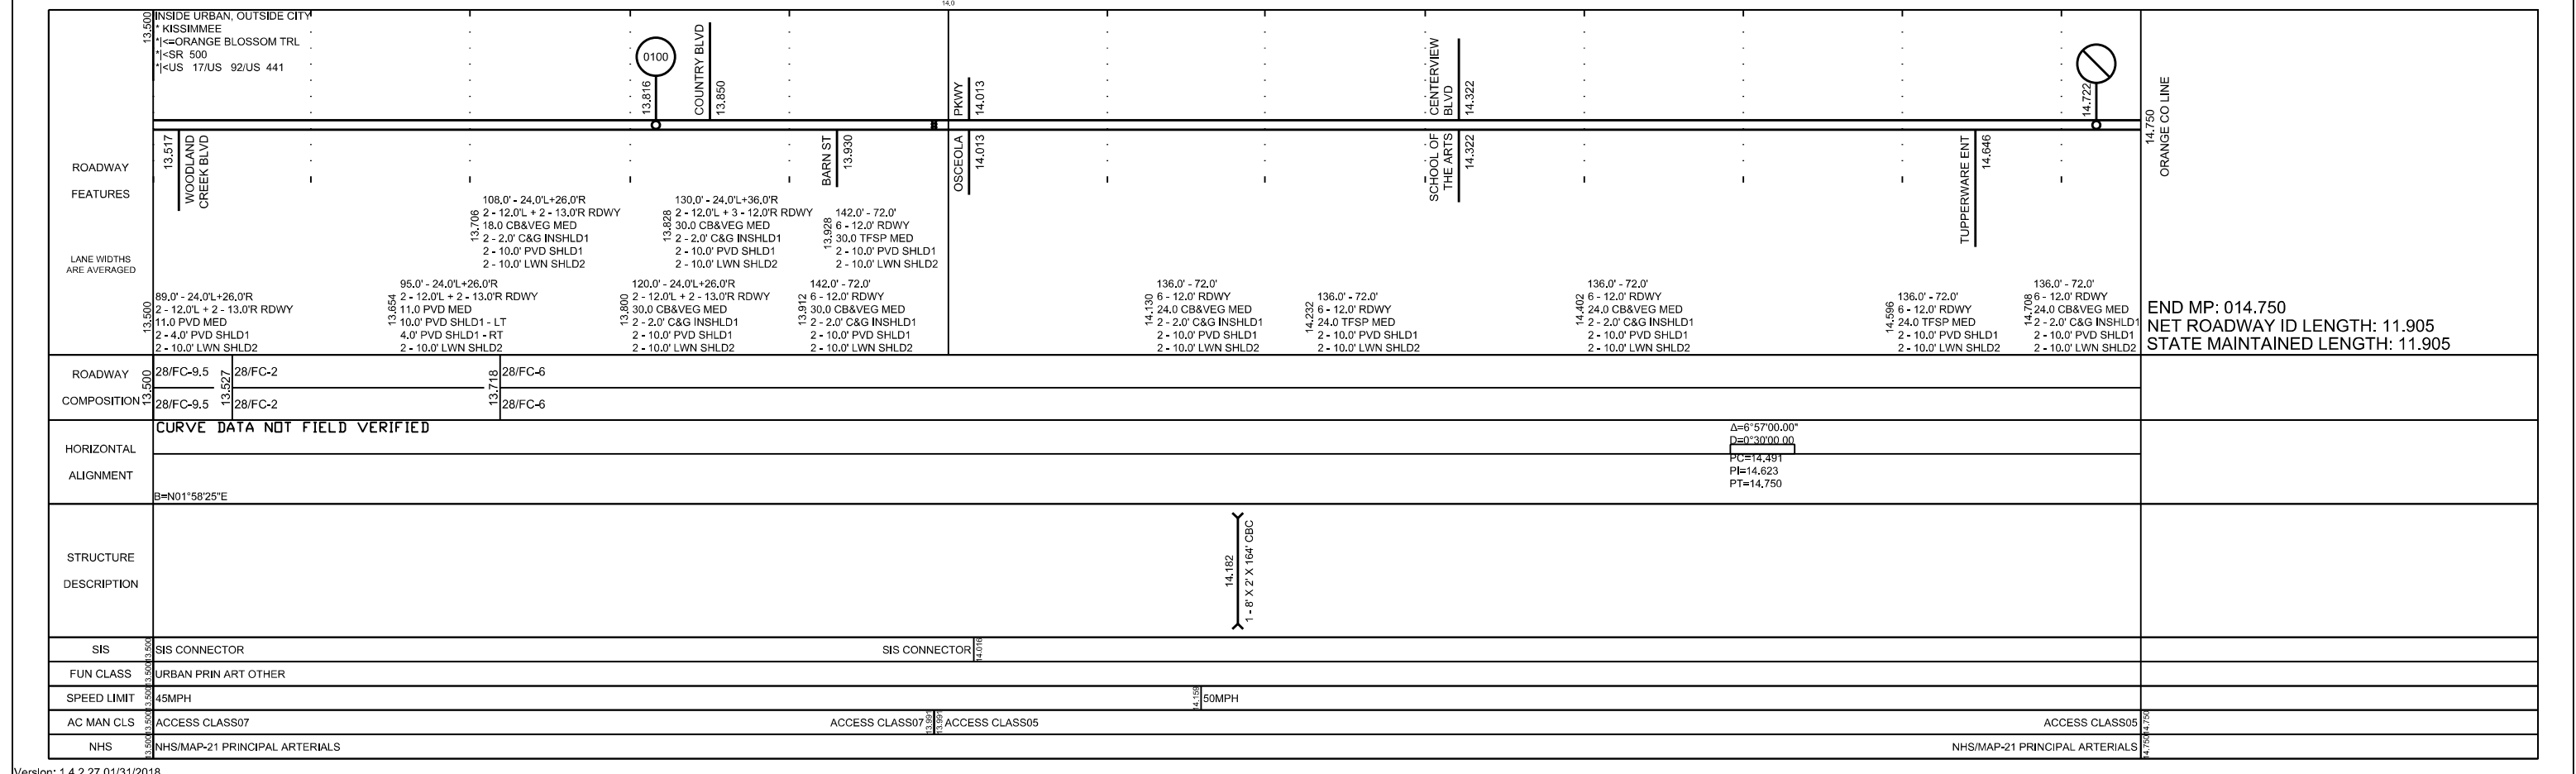 14.0
13.500
INSIDE URBAN, OUTSIDE CITY
* KISSIMMEE
*|<=ORANGE BLOSSOM TRL
*|<SR 500
*|<US 17/US 92/US 441
0100
13.816
COUNTRY BLVD
13.850
PKWY
14.013
CENTERVIEW
BLVD
14.322
14.722
14.750
ORANGE CO LINE
ROADWAY
FEATURES
LANE WIDTHS
ARE AVERAGED
13.517
WOODLAND
CREEK BLVD
BARN ST
13.930
OSCEOLA
14.013
SCHOOL OF
THE ARTS
14.322
TUPPERWARE ENT
14.646
13.706
108.0' - 24.0'L+26.0'R
2 - 12.0'L + 2 - 13.0'R RDWY
18.0 CB&VEG MED
2 - 2.0' C&G INSHLD1
2 - 10.0' PVD SHLD1
2 - 10.0' LWN SHLD2
13.828
130.0' - 24.0'L+36.0'R
2 - 12.0'L + 3 - 12.0'R RDWY
30.0 CB&VEG MED
2 - 2.0' C&G INSHLD1
2 - 10.0' PVD SHLD1
2 - 10.0' LWN SHLD2
13.928
142.0' - 72.0'
6 - 12.0' RDWY
30.0 TFSP MED
2 - 10.0' PVD SHLD1
2 - 10.0' LWN SHLD2
13.500
89.0' - 24.0'L+26.0'R
2 - 12.0'L + 2 - 13.0'R RDWY
11.0 PVD MED
2 - 4.0' PVD SHLD1
2 - 10.0' LWN SHLD2
13.654
95.0' - 24.0'L+26.0'R
2 - 12.0'L + 2 - 13.0'R RDWY
11.0 PVD MED
10.0' PVD SHLD1 - LT
4.0' PVD SHLD1 - RT
2 - 10.0' LWN SHLD2
13.800
120.0' - 24.0'L+26.0'R
2 - 12.0'L + 2 - 13.0'R RDWY
30.0 CB&VEG MED
2 - 2.0' C&G INSHLD1
2 - 10.0' PVD SHLD1
2 - 10.0' LWN SHLD2
13.912
142.0' - 72.0'
6 - 12.0' RDWY
30.0 CB&VEG MED
2 - 2.0' C&G INSHLD1
2 - 10.0' PVD SHLD1
2 - 10.0' LWN SHLD2
14.130
136.0' - 72.0'
6 - 12.0' RDWY
24.0 CB&VEG MED
2 - 2.0' C&G INSHLD1
2 - 10.0' PVD SHLD1
2 - 10.0' LWN SHLD2
14.232
136.0' - 72.0'
6 - 12.0' RDWY
24.0 TFSP MED
2 - 10.0' PVD SHLD1
2 - 10.0' LWN SHLD2
14.402
136.0' - 72.0'
6 - 12.0' RDWY
24.0 CB&VEG MED
2 - 2.0' C&G INSHLD1
2 - 10.0' PVD SHLD1
2 - 10.0' LWN SHLD2
14.596
136.0' - 72.0'
6 - 12.0' RDWY
24.0 TFSP MED
2 - 10.0' PVD SHLD1
2 - 10.0' LWN SHLD2
14.708
136.0' - 72.0'
6 - 12.0' RDWY
24.0 CB&VEG MED
2 - 2.0' C&G INSHLD1
2 - 10.0' PVD SHLD1
2 - 10.0' LWN SHLD2
END MP: 014.750
NET ROADWAY ID LENGTH: 11.905
STATE MAINTAINED LENGTH: 11.905
ROADWAY
COMPOSITION
13.500
28/FC-9.5
28/FC-9.5
13.527
28/FC-2
28/FC-2
13.718
28/FC-6
28/FC-6
HORIZONTAL
ALIGNMENT
CURVE DATA NOT FIELD VERIFIED
B=N01°58'25"E
Δ=6°57'00.00"
D=0°30'00.00
PC=14.491
PI=14.623
PT=14.750
STRUCTURE
DESCRIPTION
14.182
1 - 8' X 2' X 164' CBC
SIS
13.500
SIS CONNECTOR
SIS CONNECTOR
14.016
FUN CLASS
13.500
URBAN PRIN ART OTHER
SPEED LIMIT
13.500
45MPH
14.159
50MPH
AC MAN CLS
13.500
ACCESS CLASS07
ACCESS CLASS07
13.991
13.991
ACCESS CLASS05
ACCESS CLASS05
14.750
NHS
13.500
NHS/MAP-21 PRINCIPAL ARTERIALS
NHS/MAP-21 PRINCIPAL ARTERIALS
14.750
Version: 1.4.2.27 01/31/2018